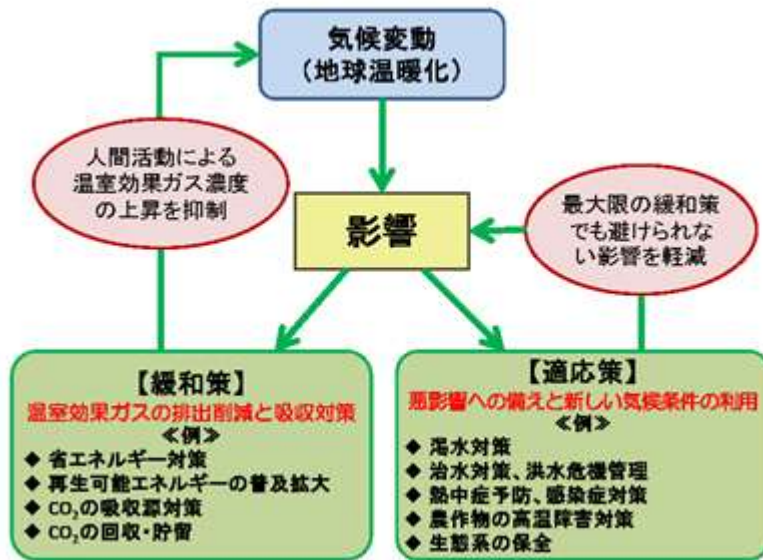 気候変動
（地球温暖化）
人間活動による
温室効果ガス濃度
の上昇を抑制
影響
最大限の緩和策
でも避けられな
い影響を軽減
【緩和策】
温室効果ガスの排出削減と吸収対策
≪例≫
◆ 省エネルギー対策
◆ 再生可能エネルギーの普及拡大
◆ CO₂の吸収源対策
◆ CO₂の回収・貯留
【適応策】
悪影響への備えと新しい気候条件の利用
≪例≫
◆ 渇水対策
◆ 治水対策、洪水危機管理
◆ 熱中症予防、感染症対策
◆ 農作物の高温障害対策
◆ 生態系の保全